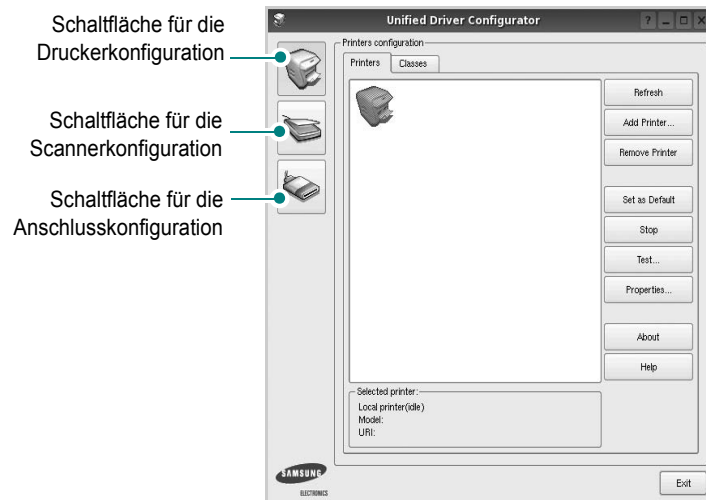 Schaltfläche für die
Druckerkonfiguration
Schaltfläche für die
Scannerkonfiguration
Schaltfläche für die
Anschlusskonfiguration
Unified Driver Configurator
?
Printers configuration
Printers
Classes
Refresh
Add Printer...
Remove Printer
Set as Default
Stop
Test...
Properties...
About
Help
Selected printer:
Local printer(idle)
Model:
URI:
SAMSUNG
ELECTRONICS
Exit